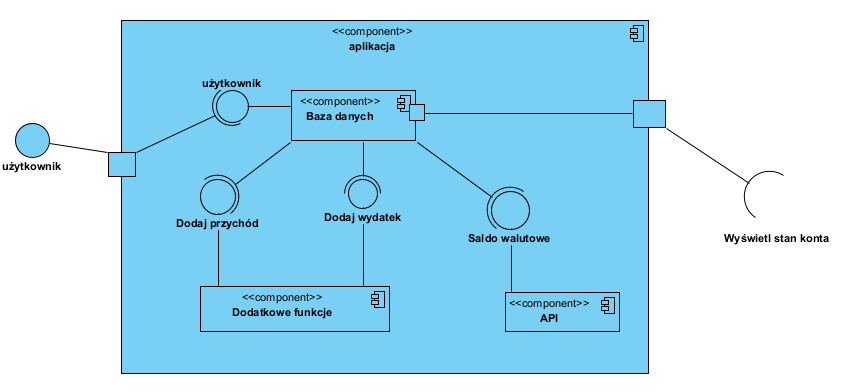 <<component>>
aplikacja
użytkownik
<<component>>
Baza danych
użytkownik
Dodaj przychód
Dodaj wydatek
Saldo walutowe
Wyświetl stan konta
<<component>>
Dodatkowe funkcje
<<component>>
API